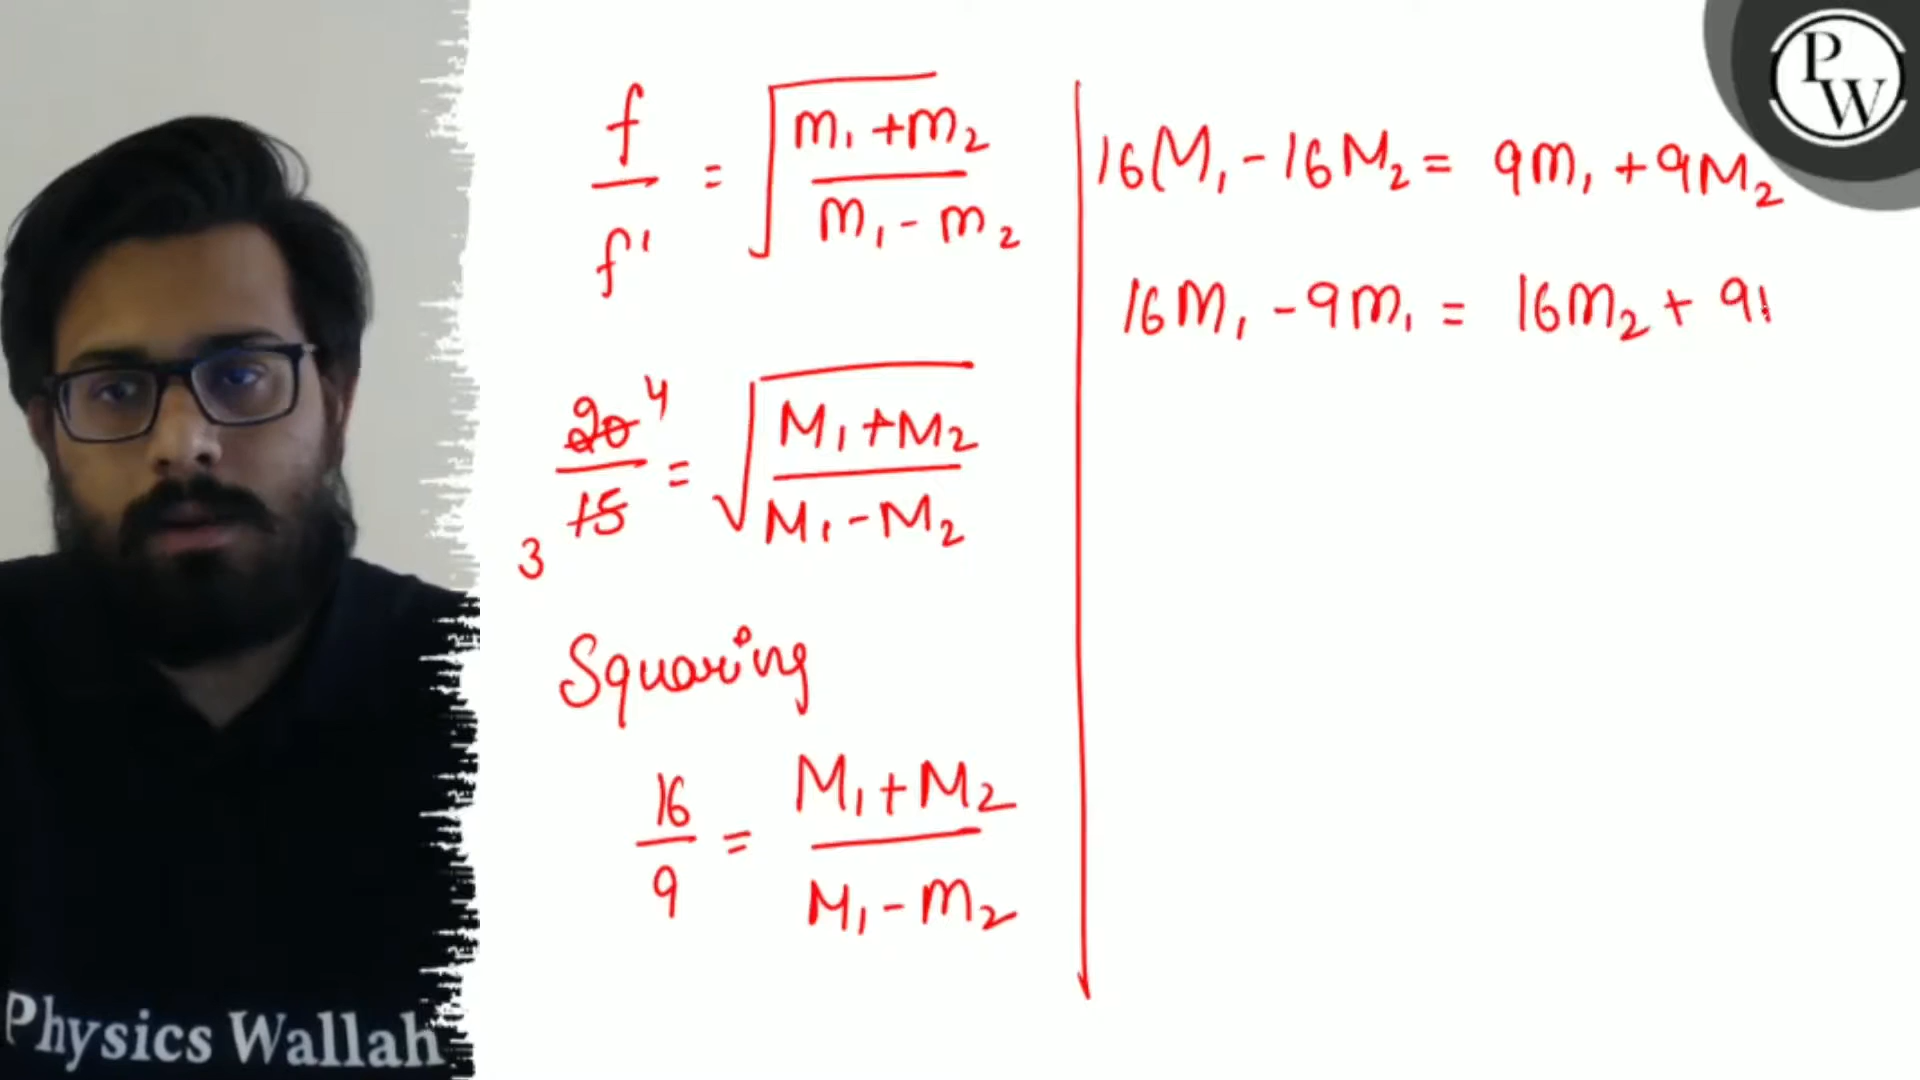 f/f' = √(m₁+m₂/m₁-m₂)
20/15 = √(M₁+M₂/M₁-M₂)
4
3
Squaring
16/9 = M₁+M₂/M₁-m₂
16M₁-16M₂= 9m₁+9M₂
16M₁-9m₁= 16m₂+ 9
PW
Physics Wallah